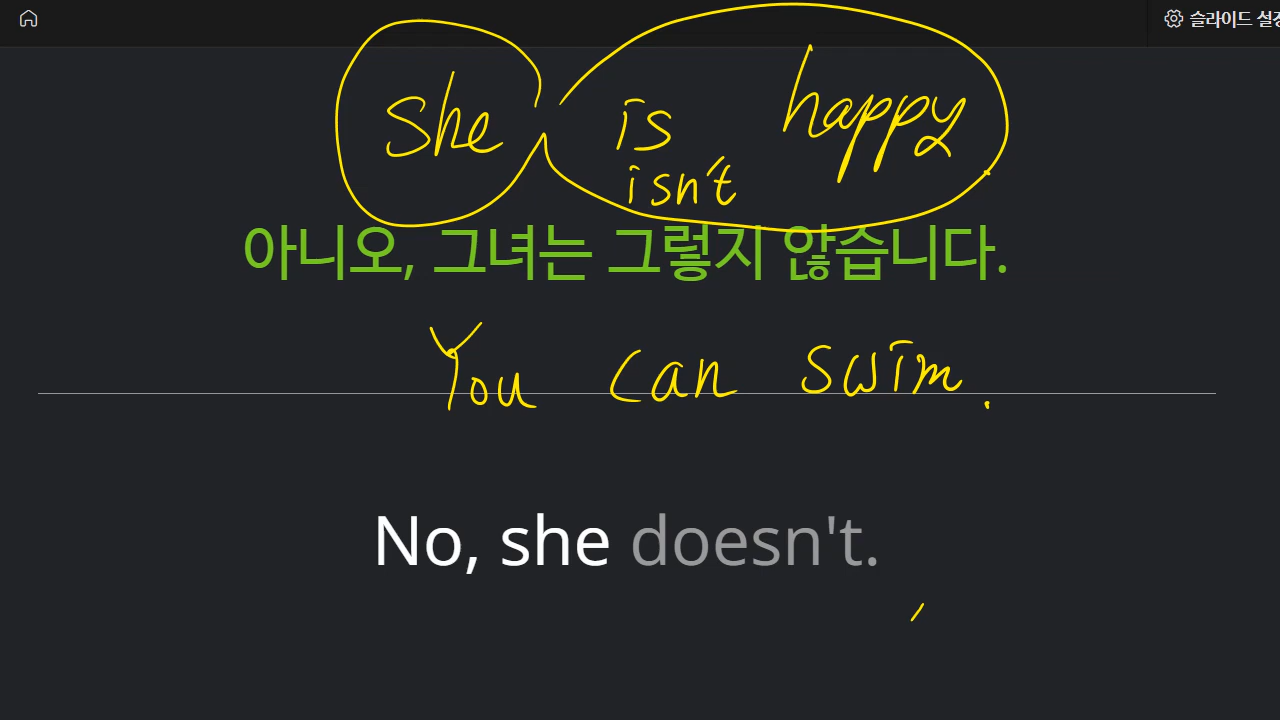 슬라이드 설정
she is happy
isn't
아니오, 그녀는 그렇지 않습니다.
You can swim.
No, she doesn't.